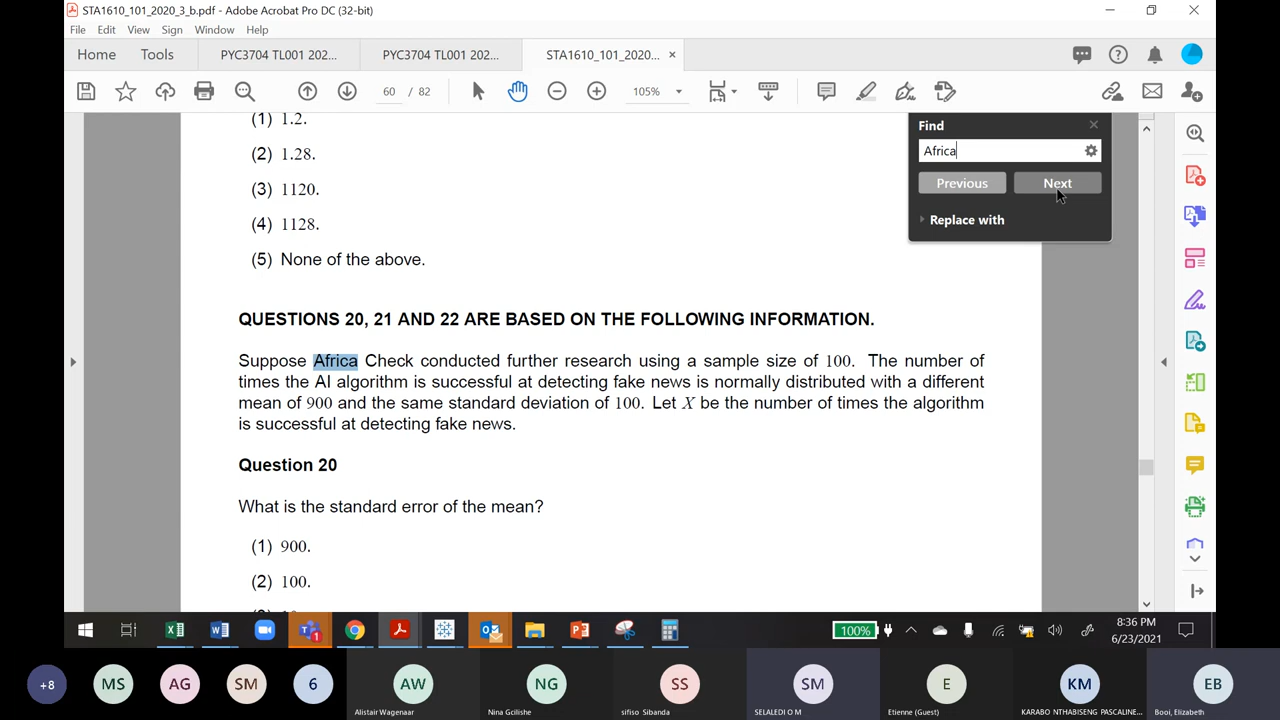 STA1610_101_2020_3_b.pdf - Adobe Acrobat Pro DC (32-bit)
File Edit View Sign Window Help
Home Tools PYC3704 TL001 202... PYC3704 TL001 202... STA1610_101_2020... ×
60 / 82 105%
Find
Africa
Previous Next
Replace with
(1) 1.2.
(2) 1.28.
(3) 1120.
(4) 1128.
(5) None of the above.
QUESTIONS 20, 21 AND 22 ARE BASED ON THE FOLLOWING INFORMATION.
Suppose Africa Check conducted further research using a sample size of 100. The number of
times the AI algorithm is successful at detecting fake news is normally distributed with a different
mean of 900 and the same standard deviation of 100. Let X be the number of times the algorithm
is successful at detecting fake news.
Question 20
What is the standard error of the mean?
(1) 900.
(2) 100.
100%
8:36 PM
6/23/2021
+8 MS AG SM 6 AW NG SS SM E KM EB
Alistair Wagenaar Nina Gcilishe sifiso Sibanda SELALEDI O M Etienne (Guest) KARABO NTHABISENG PASCALINE... Booi, Elizabeth